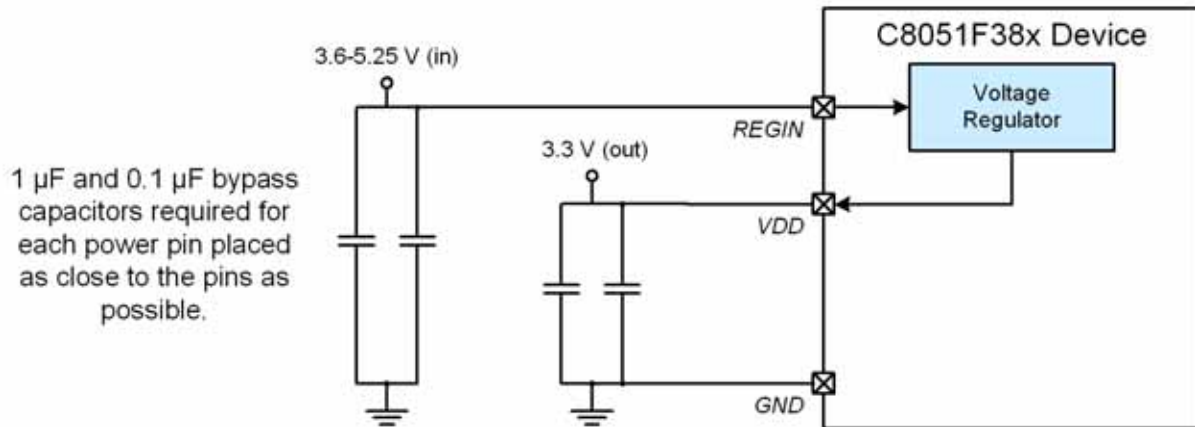 C8051F38x Device
3.6-5.25 V (in)
Voltage
Regulator
REGIN
3.3 V (out)
1 µF and 0.1 µF bypass
capacitors required for
each power pin placed
as close to the pins as
possible.
VDD
GND